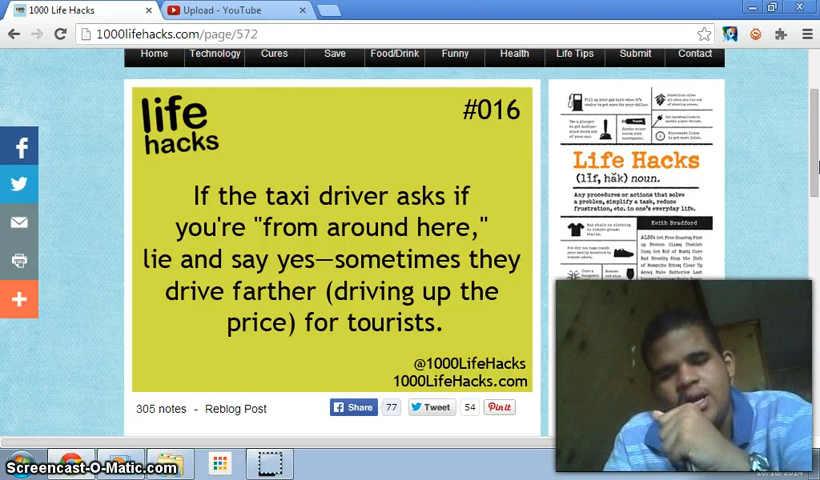 1000 Life Hacks
Upload - YouTube
1000lifehacks.com/page/572
Home Technology Cures Save Food/Drink Funny Health Life Tips Submit Contact
life
hacks
#016
If the taxi driver asks if
you're "from around here,"
lie and say yes—sometimes they
drive farther (driving up the
price) for tourists.
@1000LifeHacks
1000LifeHacks.com
305 notes - Reblog Post
Share 77 Tweet 54 Pin it
Life Hacks
(līf, hăk) noun.
Any procedures or actions that solve
a problem, simplify a task, reduce
frustration, etc. in one's everyday life.
Keith Bradford
Screencast-O-Matic.com